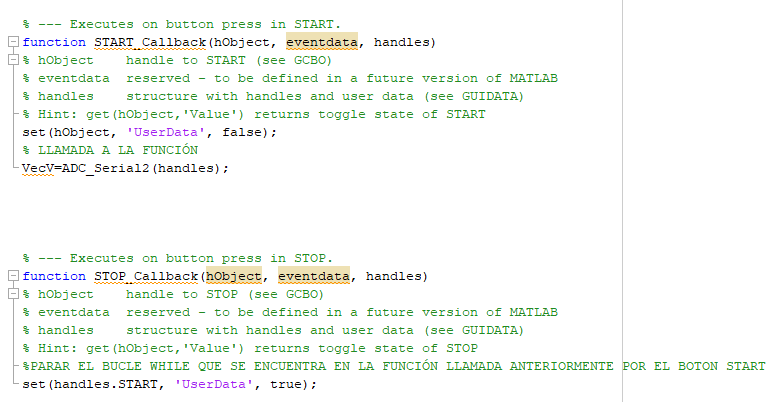 % --- Executes on button press in START.
function START_Callback(hObject, eventdata, handles)
% hObject    handle to START (see GCBO)
% eventdata  reserved - to be defined in a future version of MATLAB
% handles    structure with handles and user data (see GUIDATA)
% Hint: get(hObject,'Value') returns toggle state of START
set(hObject, 'UserData', false);
% LLAMADA A LA FUNCIÓN
VecV=ADC_Serial2(handles);
% --- Executes on button press in STOP.
function STOP_Callback(hObject, eventdata, handles)
% hObject    handle to STOP (see GCBO)
% eventdata  reserved - to be defined in a future version of MATLAB
% handles    structure with handles and user data (see GUIDATA)
% Hint: get(hObject,'Value') returns toggle state of STOP
%PARAR EL BUCLE WHILE QUE SE ENCUENTRA EN LA FUNCIÓN LLAMADA ANTERIORMENTE POR EL BOTON START
set(handles.START, 'UserData', true);